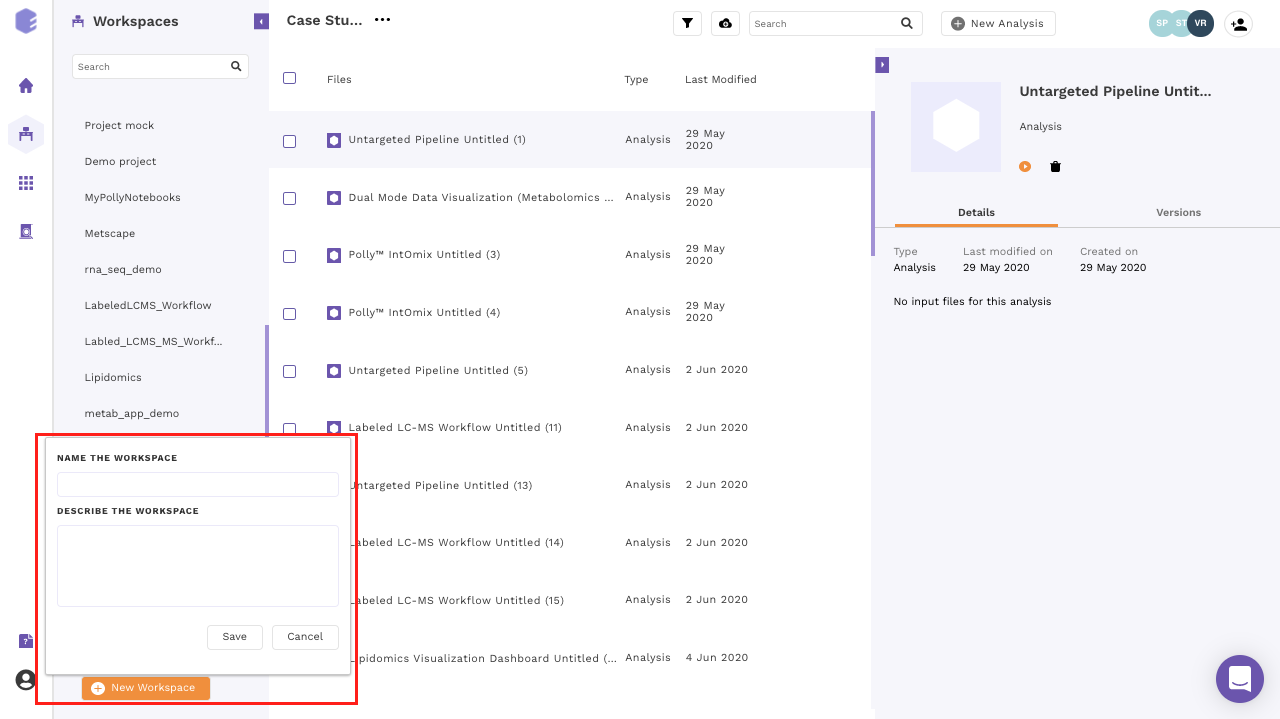 Workspaces
Search
Project mock
Demo project
MyPollyNotebooks
Metscape
rna_seq_demo
LabeledLCMS_Workflow
Labled_LCMS_MS_Workf...
Lipidomics
metab_app_demo
NAME THE WORKSPACE
DESCRIBE THE WORKSPACE
Save Cancel
New Workspace
Case Stu... •••
Search
New Analysis
SP ST VR
Files Type Last Modified
Untargeted Pipeline Untitled (1) Analysis 29 May
2020
Dual Mode Data Visualization (Metabolomics ... Analysis 29 May
2020
Polly™ IntOmix Untitled (3) Analysis 29 May
2020
Polly™ IntOmix Untitled (4) Analysis 29 May
2020
Untargeted Pipeline Untitled (5) Analysis 2 Jun 2020
Labeled LC-MS Workflow Untitled (11) Analysis 2 Jun 2020
Untargeted Pipeline Untitled (13) Analysis 2 Jun 2020
Labeled LC-MS Workflow Untitled (14) Analysis 2 Jun 2020
Labeled LC-MS Workflow Untitled (15) Analysis 2 Jun 2020
Lipidomics Visualization Dashboard Untitled (... Analysis 4 Jun 2020
Untargeted Pipeline Untit...
Analysis
Details Versions
Type Last modified on Created on
Analysis 29 May 2020 29 May 2020
No input files for this analysis